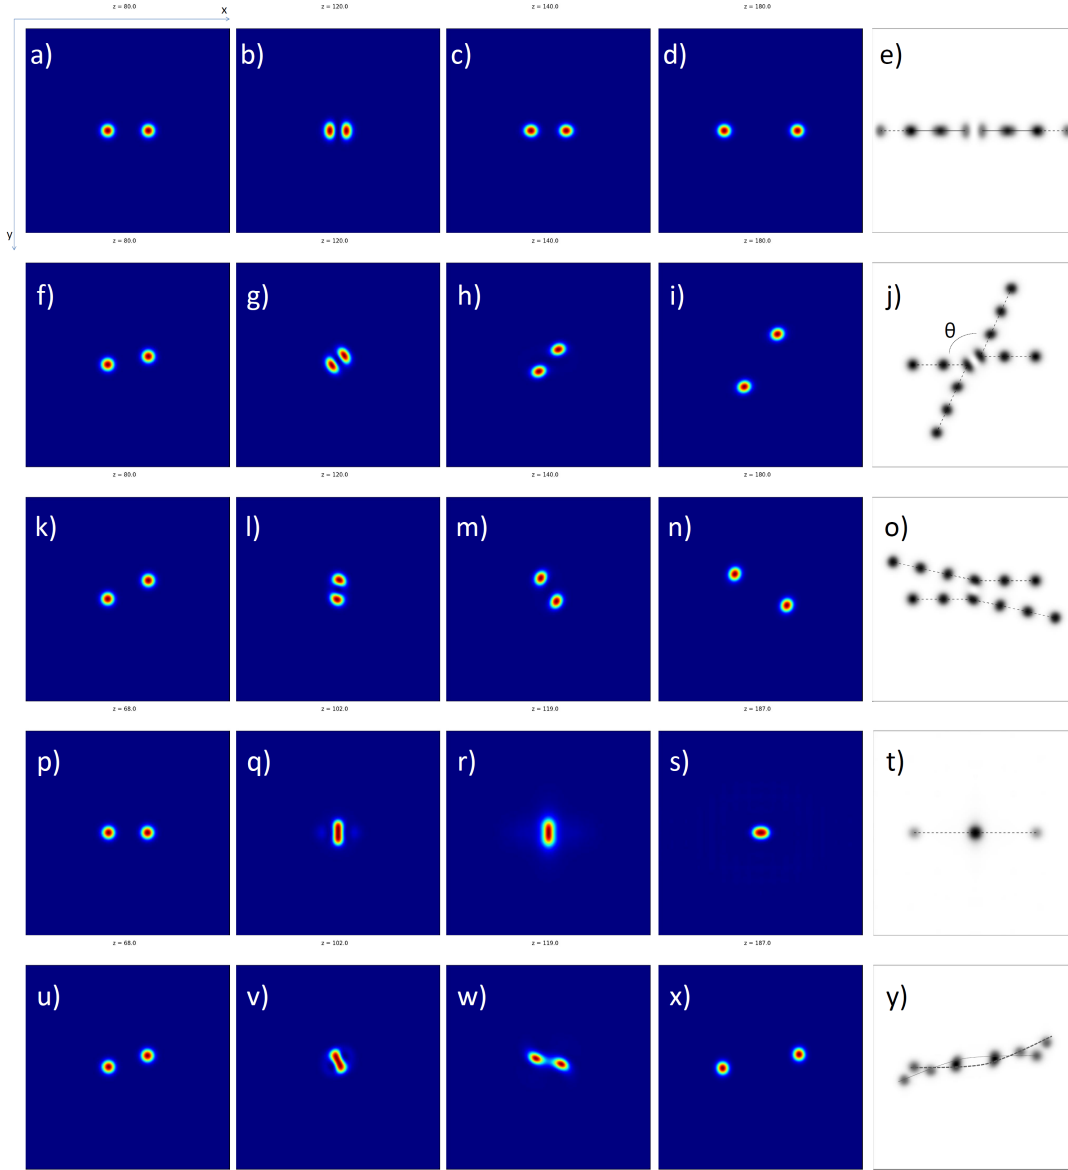 z = 80.0
z = 120.0
z = 140.0
z = 180.0
x
a)
b)
c)
d)
e)
y
z = 80.0
z = 120.0
z = 140.0
z = 180.0
f)
g)
h)
i)
j)
θ
z = 80.0
z = 120.0
z = 140.0
z = 180.0
k)
l)
m)
n)
o)
z = 68.0
z = 102.0
z = 119.0
z = 187.0
p)
q)
r)
s)
t)
z = 68.0
z = 102.0
z = 119.0
z = 187.0
u)
v)
w)
x)
y)